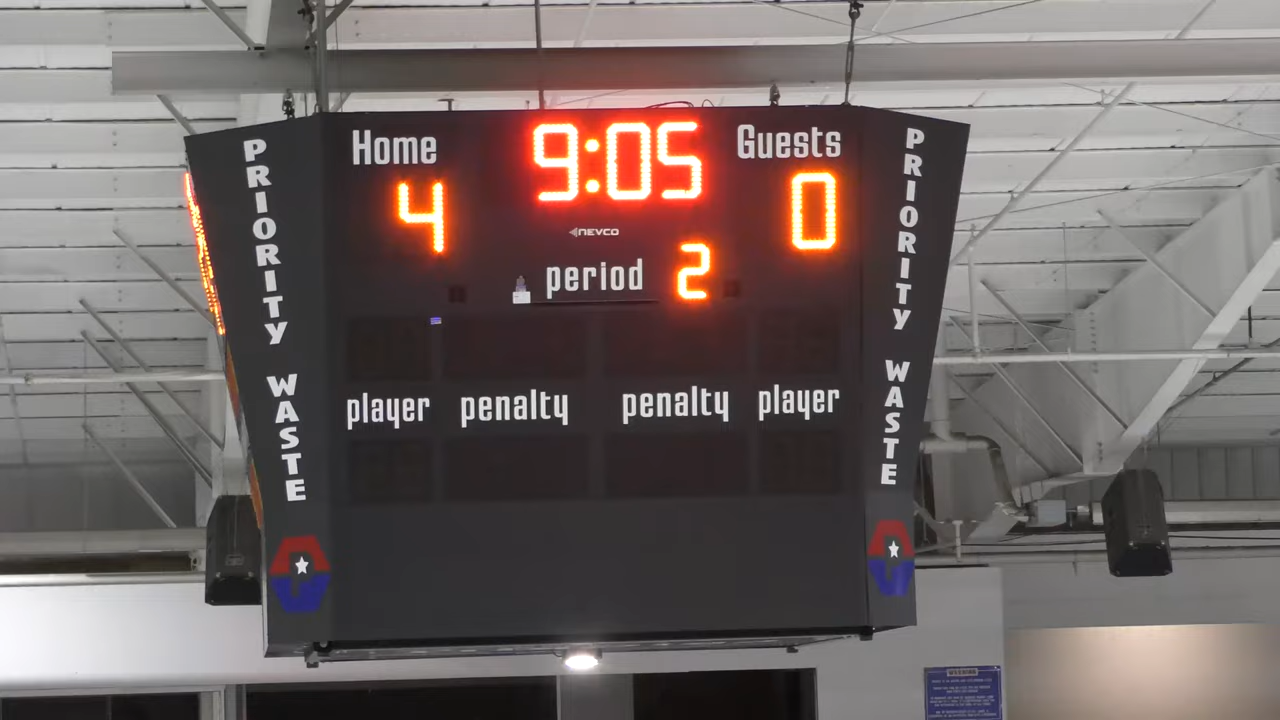 Home
9:05
Guests
4
0
NEVCO
period 2
player penalty penalty player
PRIORITY WASTE
PRIORITY WASTE